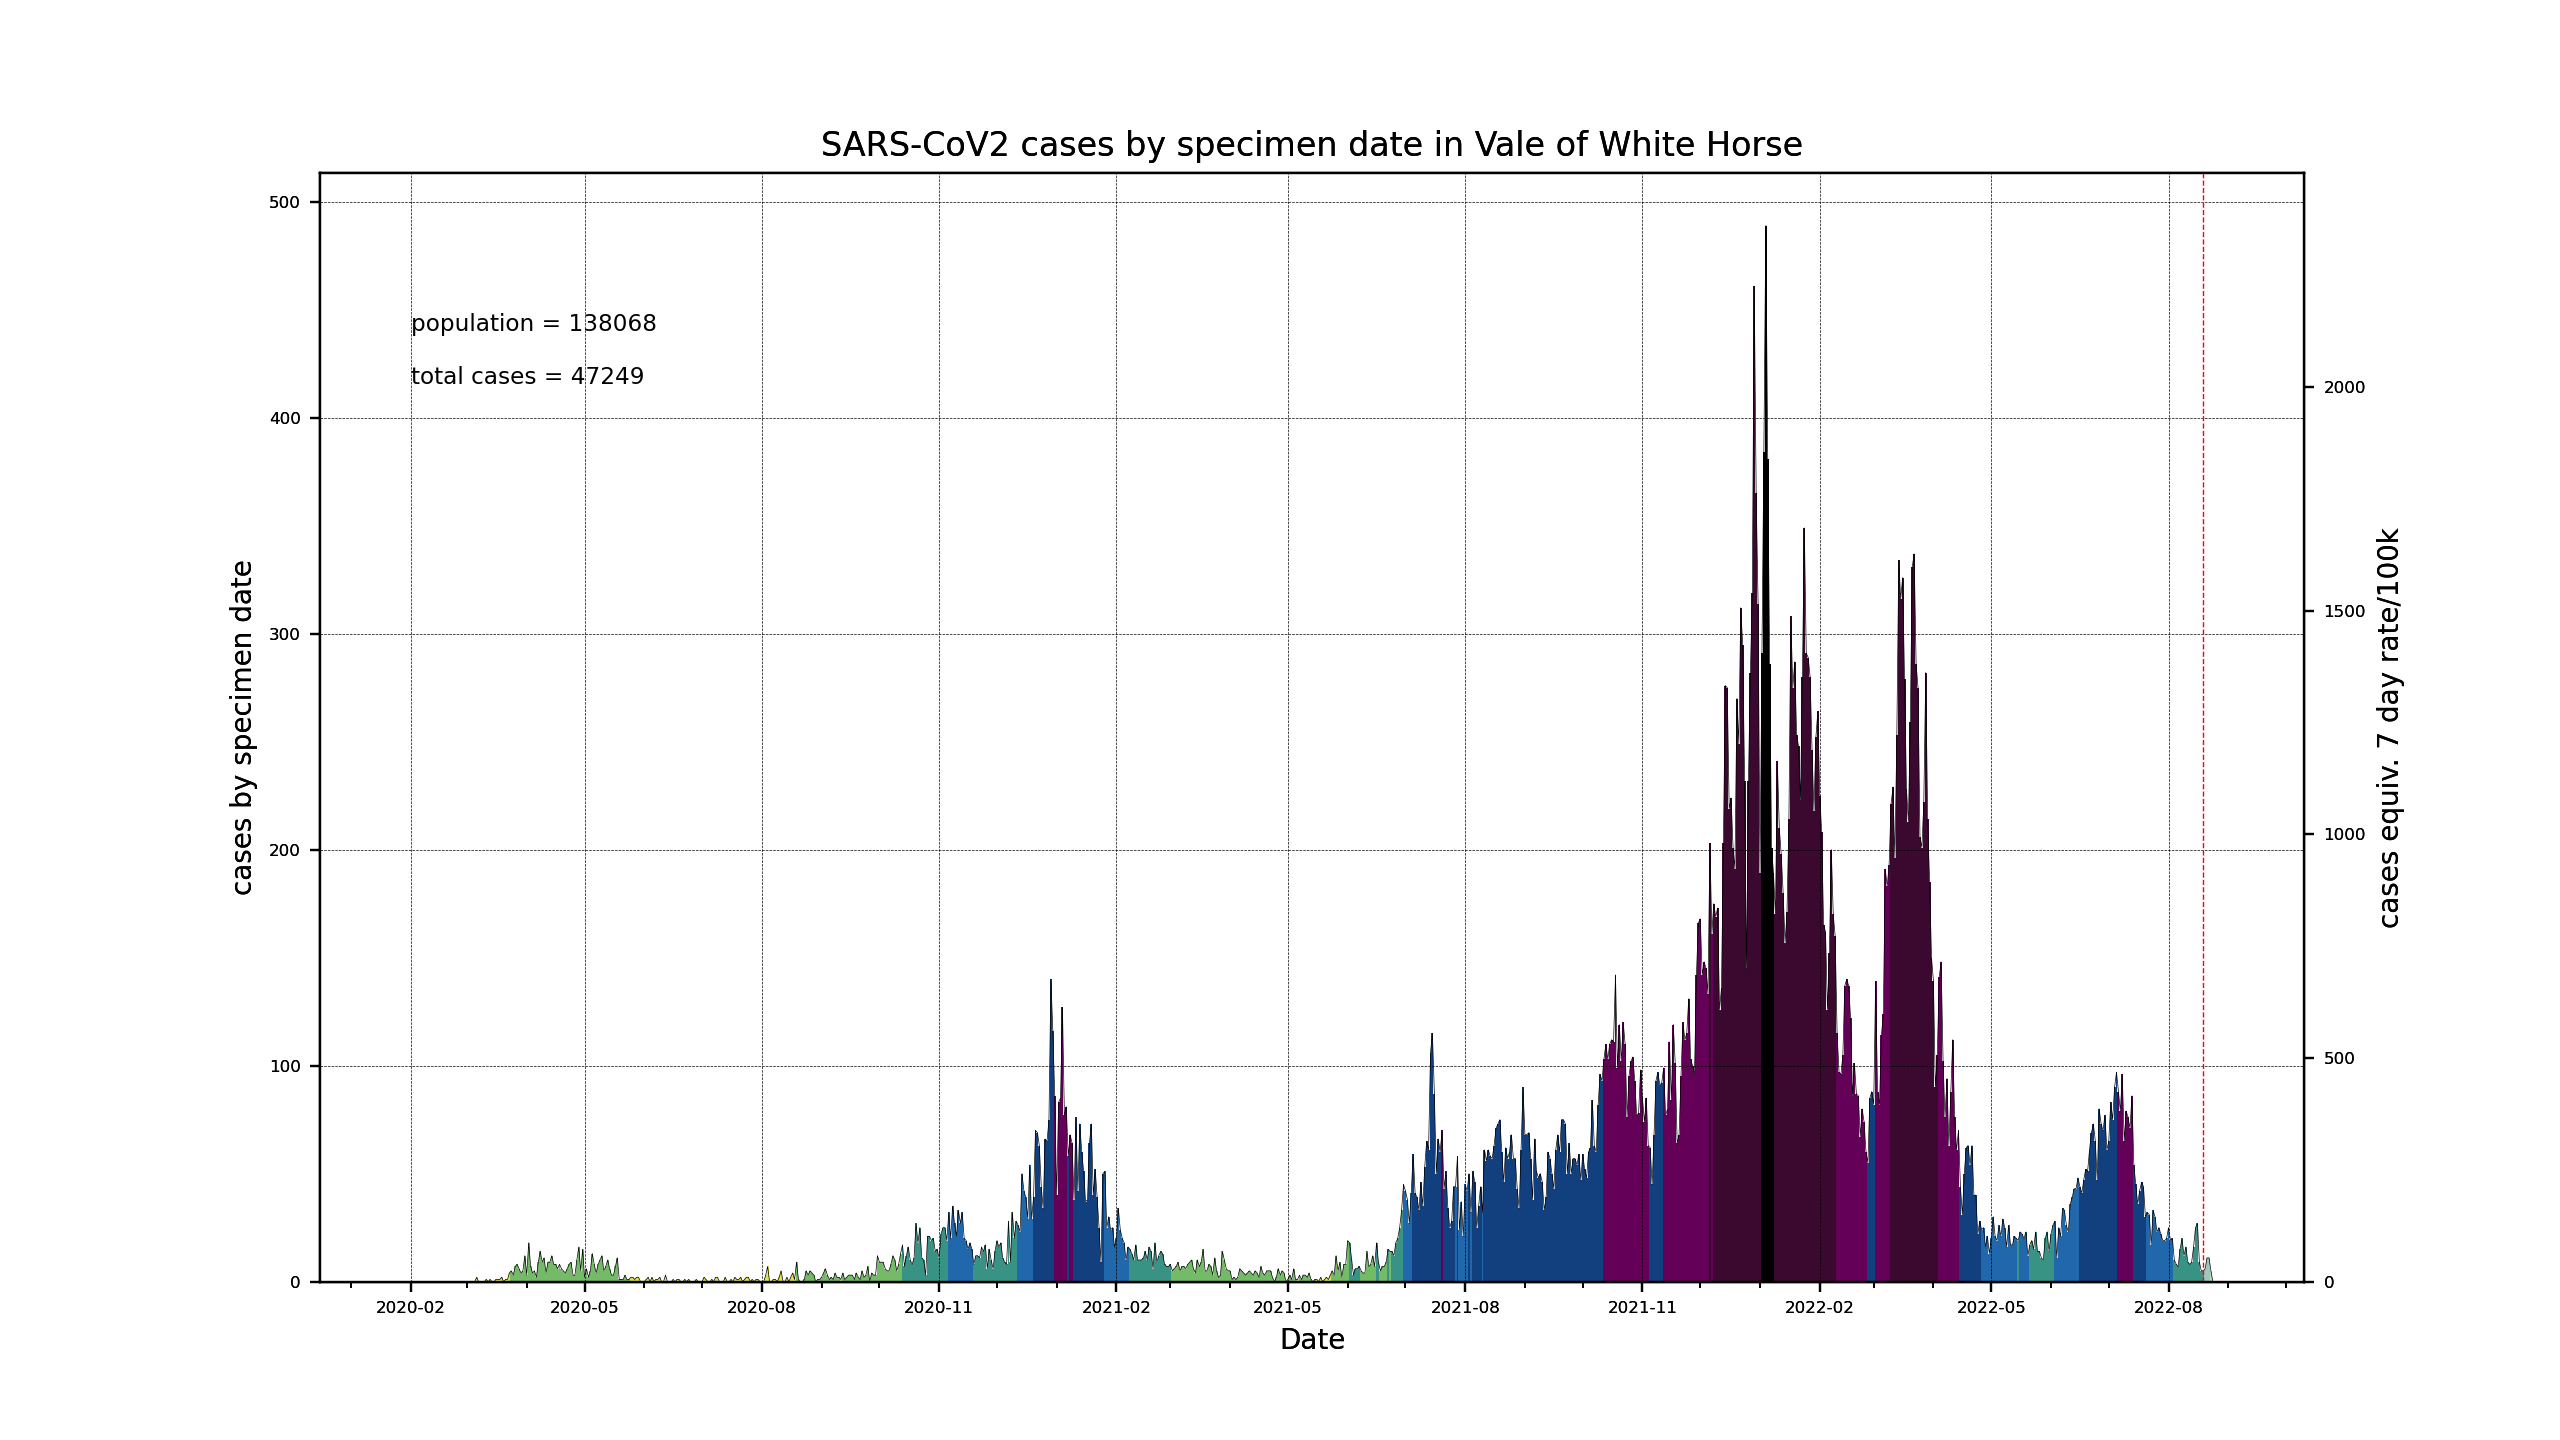 SARS-CoV2 cases by specimen date in Vale of White Horse
population = 138068
total cases = 47249
cases by specimen date
500
400
300
200
100
0
cases equiv. 7 day rate/100k
2000
1500
1000
500
0
2020-02 2020-05 2020-08 2020-11 2021-02 2021-05 2021-08 2021-11 2022-02 2022-05 2022-08
Date